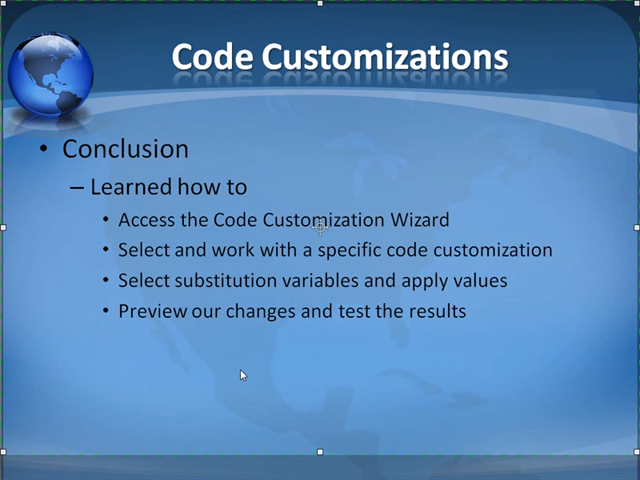 Code Customizations
• Conclusion
– Learned how to
• Access the Code Customization Wizard
• Select and work with a specific code customization
• Select substitution variables and apply values
• Preview our changes and test the results